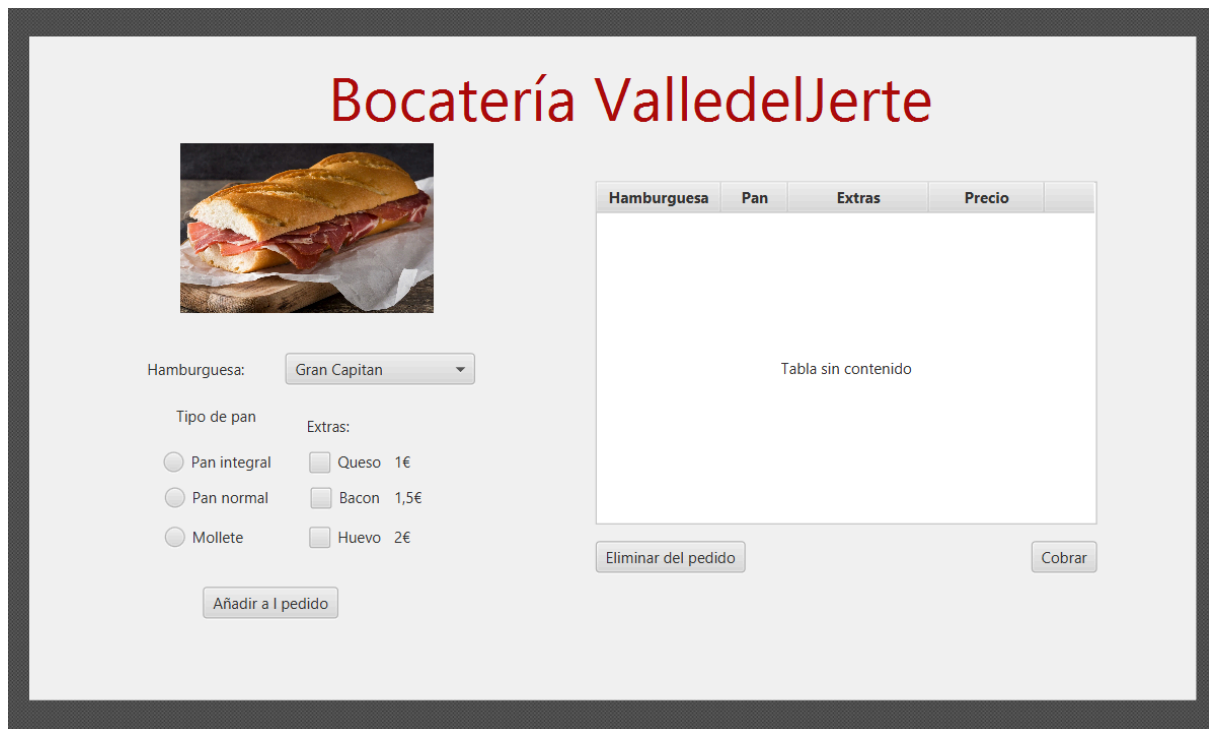 Bocatería ValledelJerte
Hamburguesa: Gran Capitan
Tipo de pan
Extras:
Pan integral Queso 1€
Pan normal Bacon 1,5€
Mollete Huevo 2€
Añadir a l pedido
Hamburguesa Pan Extras Precio
Tabla sin contenido
Eliminar del pedido Cobrar